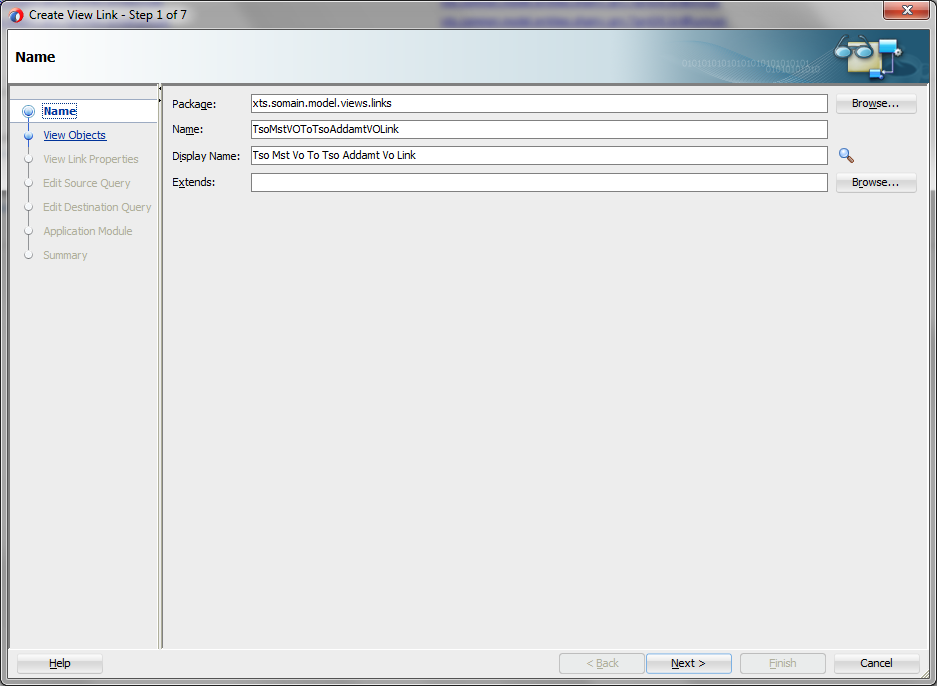 Create View Link - Step 1 of 7
Name
Name
View Objects
View Link Properties
Edit Source Query
Edit Destination Query
Application Module
Summary
Package: xts.somain.model.views.links Browse...
Name: TsoMstVOToTsoAddamtVOLink
Display Name: Tso Mst Vo To Tso Addamt Vo Link
Extends: Browse...
Help < Back Next > Finish Cancel